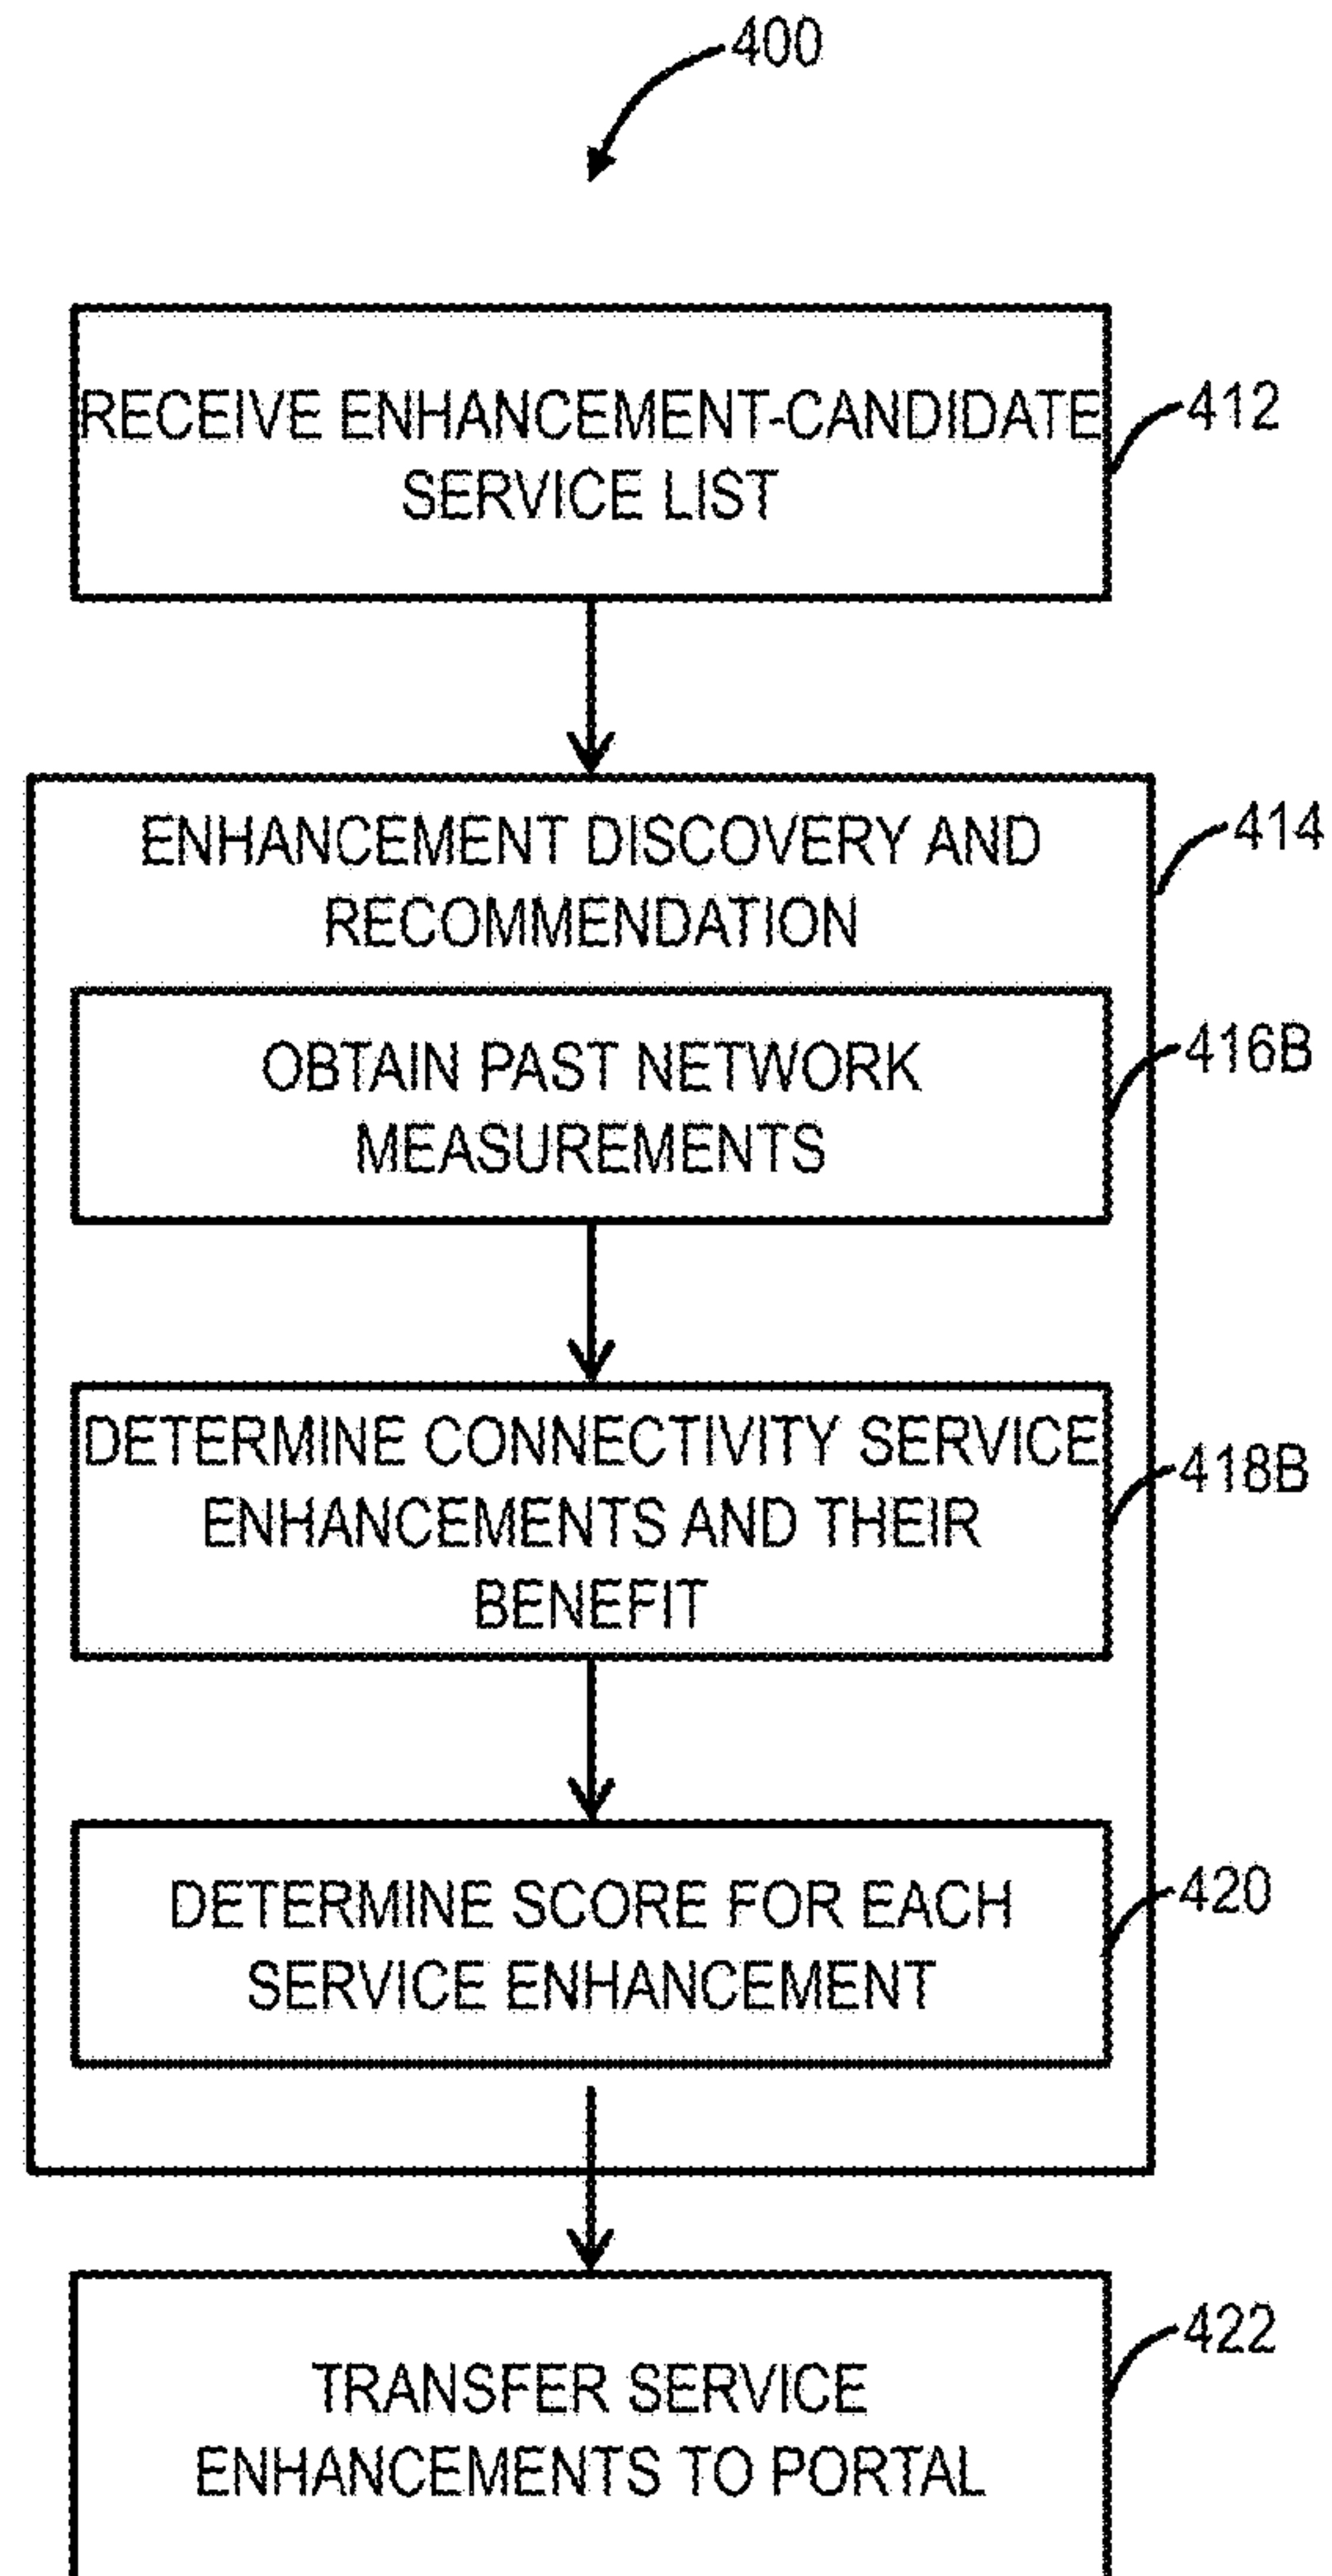 400
RECEIVE ENHANCEMENT-CANDIDATE
SERVICE LIST
412
ENHANCEMENT DISCOVERY AND
RECOMMENDATION
414
OBTAIN PAST NETWORK
MEASUREMENTS
416B
DETERMINE CONNECTIVITY SERVICE
ENHANCEMENTS AND THEIR
BENEFIT
418B
DETERMINE SCORE FOR EACH
SERVICE ENHANCEMENT
420
TRANSFER SERVICE
ENHANCEMENTS TO PORTAL
422